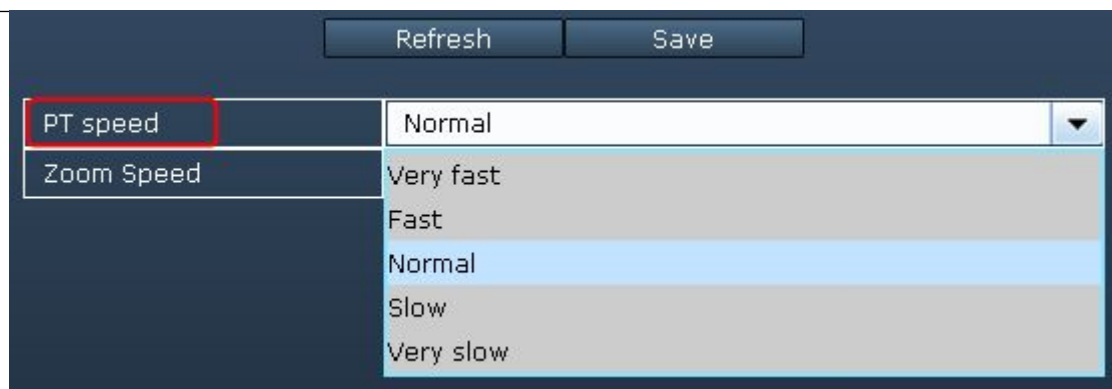 Refresh Save
PT speed Normal
Zoom Speed
Very fast
Fast
Normal
Slow
Very slow